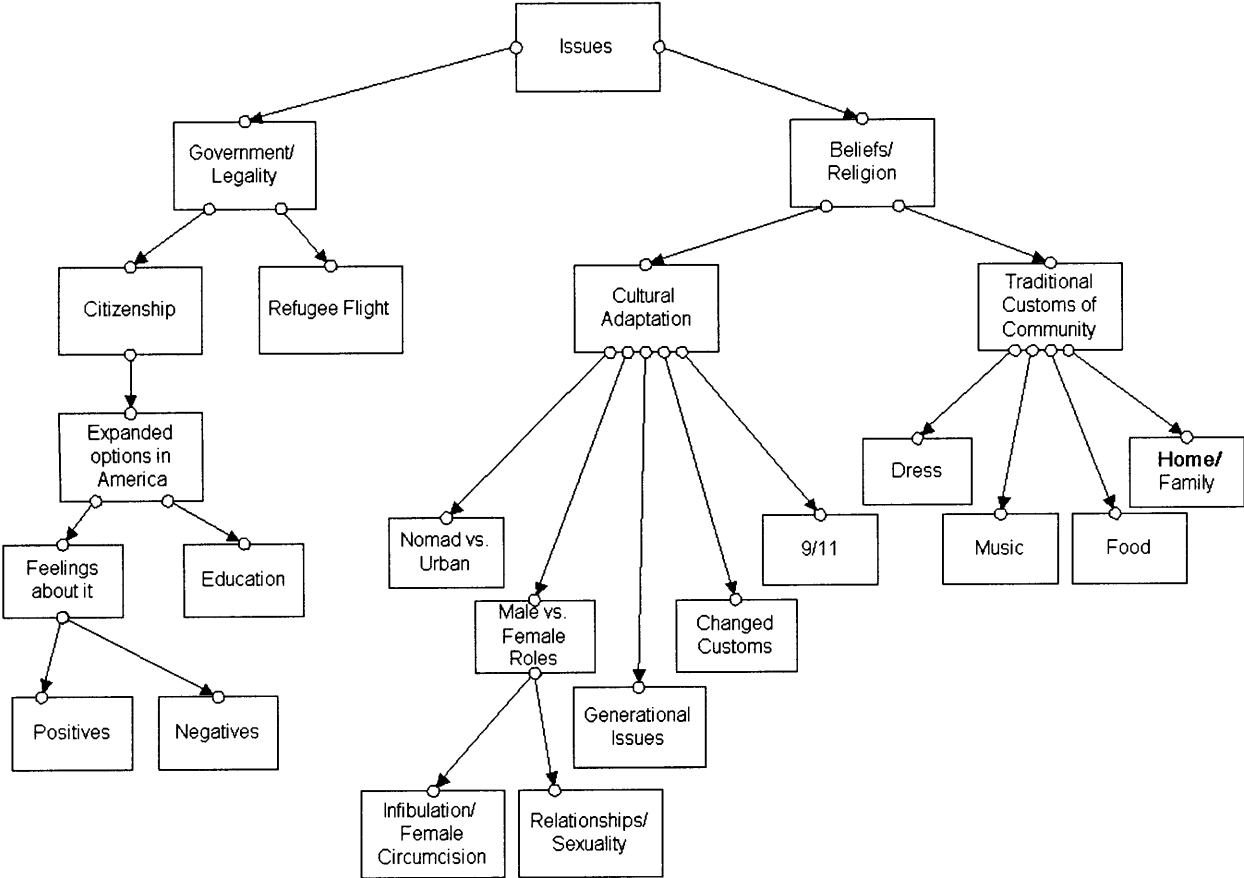 Issues
Government/
Legality
Beliefs/
Religion
Citizenship
Refugee Flight
Cultural
Adaptation
Traditional
Customs of
Community
Expanded
options in
America
Dress
Home/
Family
Nomad vs.
Urban
9/11
Music
Food
Feelings
about it
Education
Male vs.
Female
Roles
Changed
Customs
Positives
Negatives
Generational
Issues
Infibulation/
Female
Circumcision
Relationships/
Sexuality